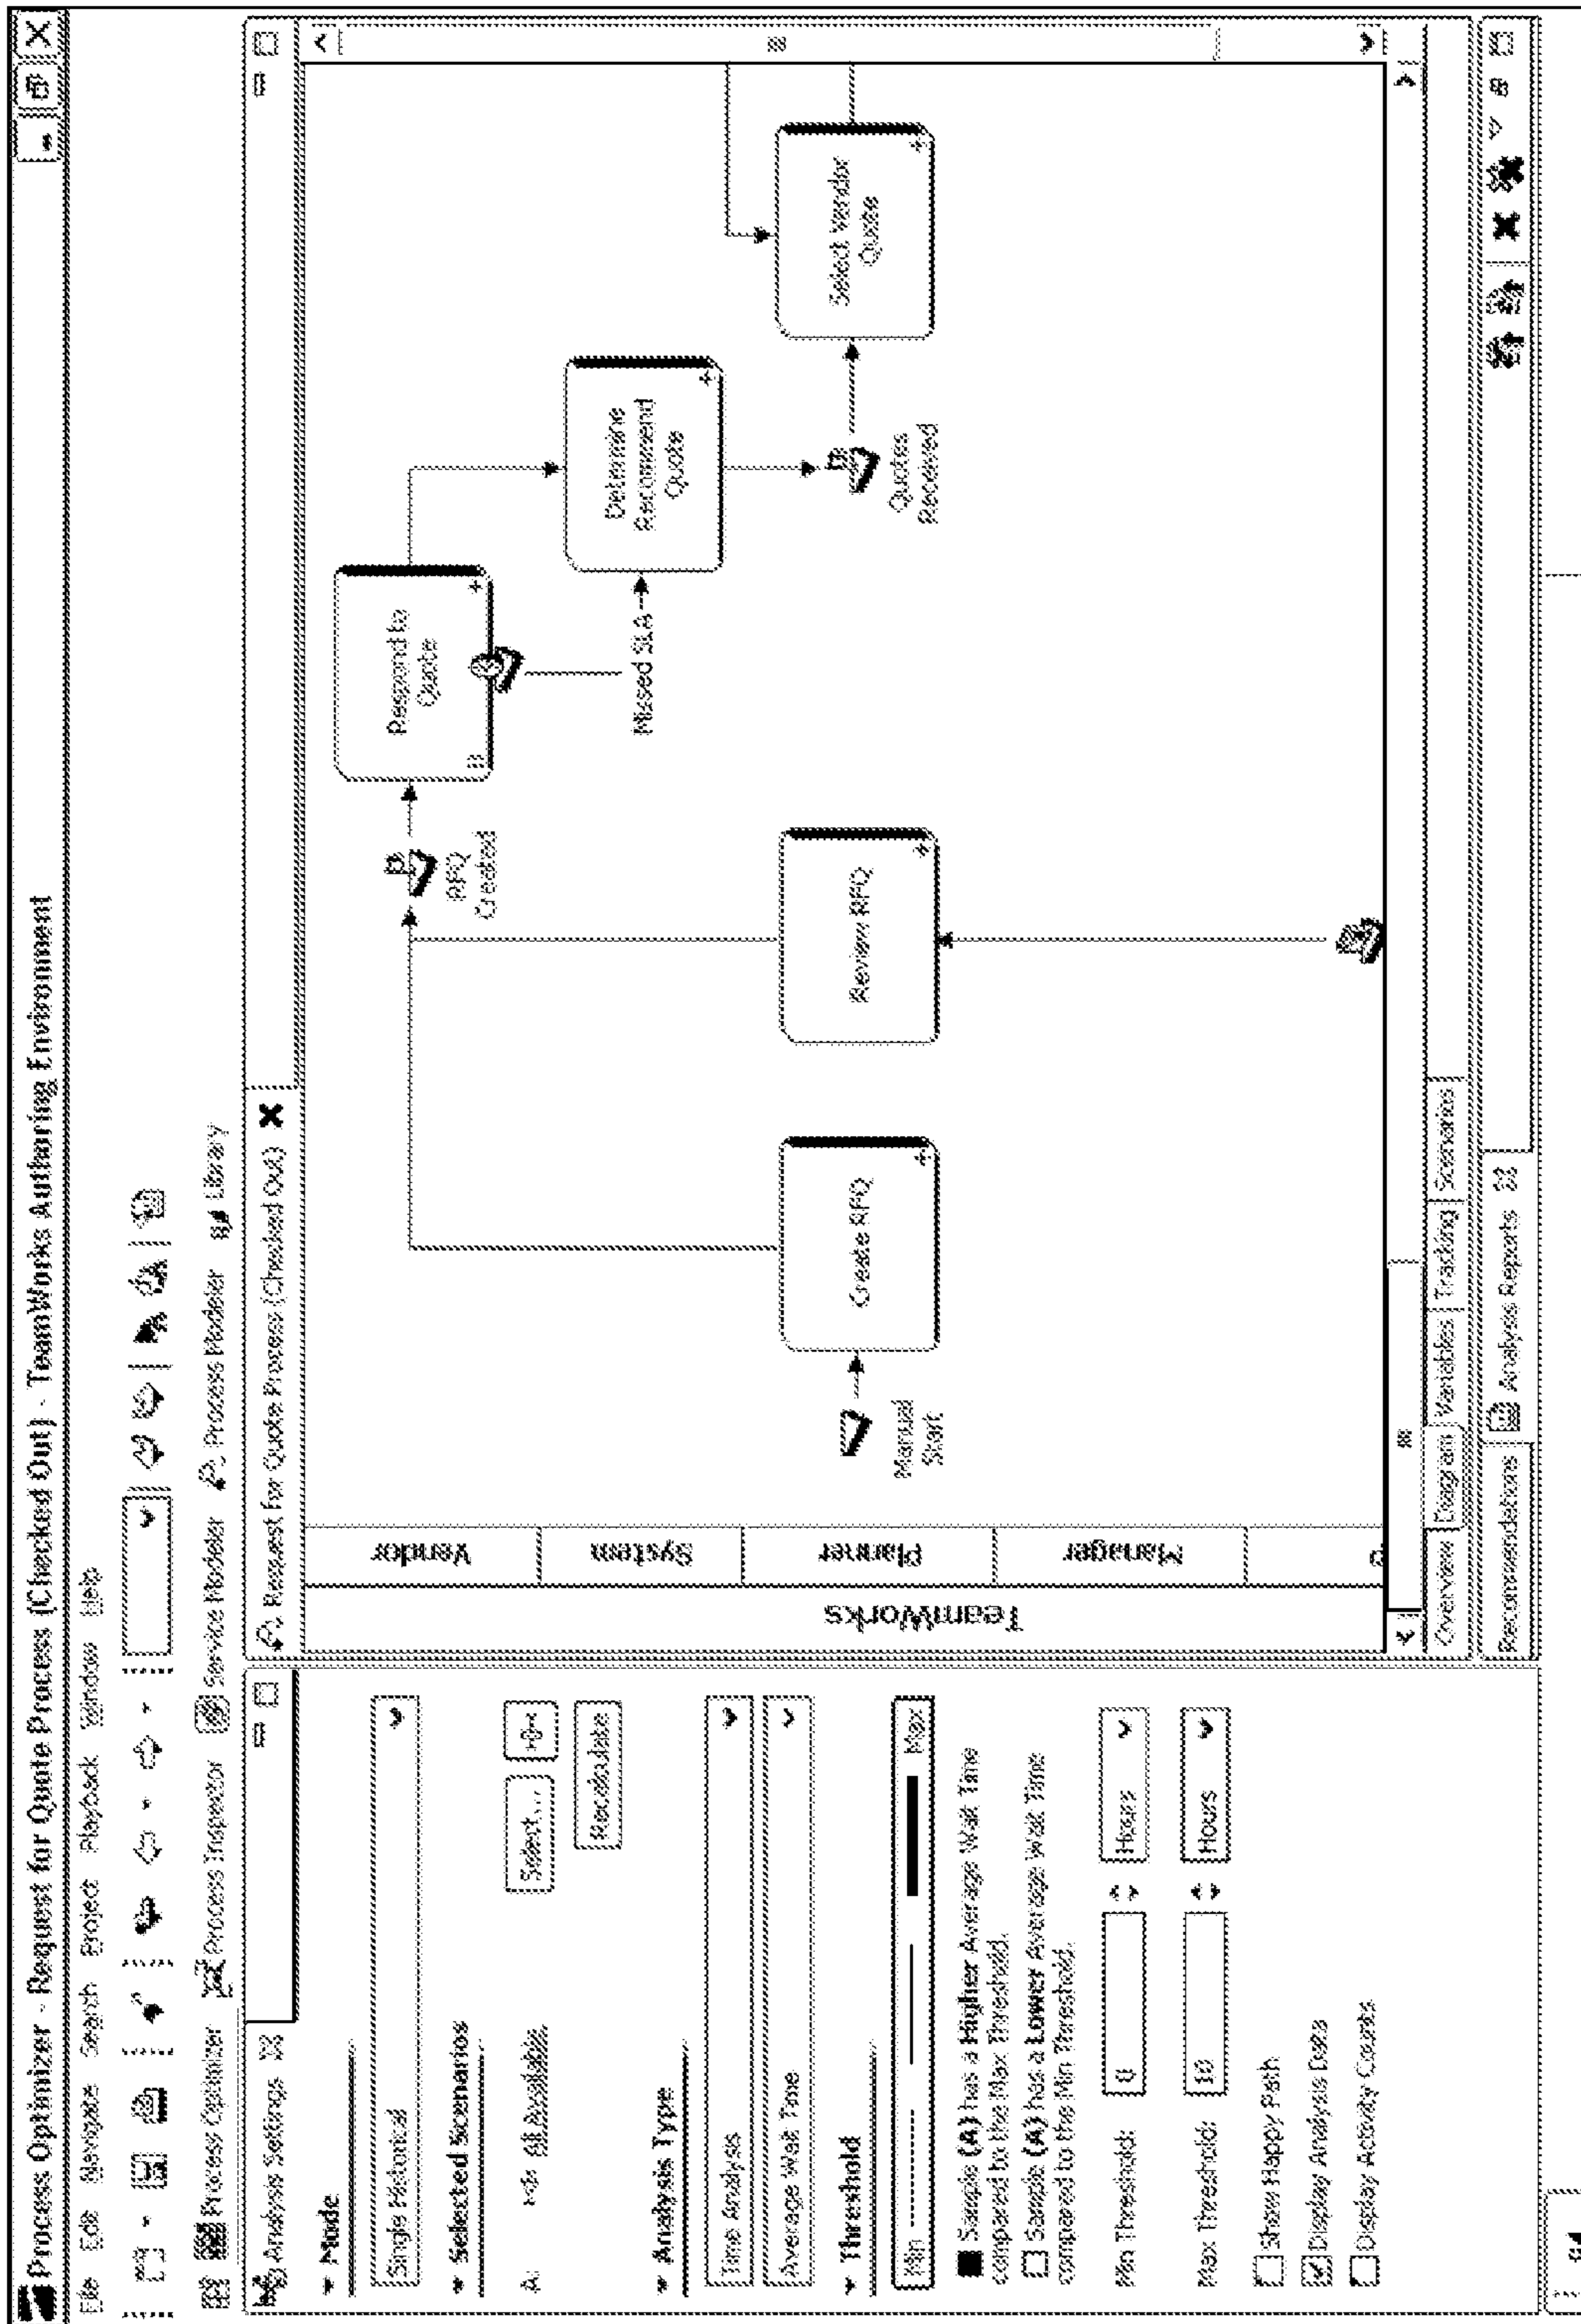 Process Optimizer - Request for Quote Process (Checked Out) - TeamWorks Authoring Environment
File Edit Navigate Search Project Playback Window Help
Process Optimizer Process Inspector Service Modeler Process Modeler Library
Analysis Settings
Mode
Single Historical
Selected Scenarios
A: All Available
Select...
Recalculate
Analysis Type
Time Analysis
Average Wait Time
Threshold
Min Max
Sample (A) has a Higher Average Wait Time
compared to the Max Threshold.
Sample (A) has a Lower Average Wait Time
compared to the Min Threshold.
Min Threshold: 0 Hours
Max Threshold: 10 Hours
Show Happy Path
Display Analysis Data
Display Activity Counts
Request for Quote Process (Checked Out)
TeamWorks
Vendor
System
Planner
Manager
Manual
Start
Create RFQ
Review RFQ
RFQ
Created
Respond to
Quote
Missed SLA
Determine
Recommend
Quote
Quotes
Received
Select Vendor
Quote
Overview Diagram Variables Tracking Scenarios
Recommendations Analysis Reports